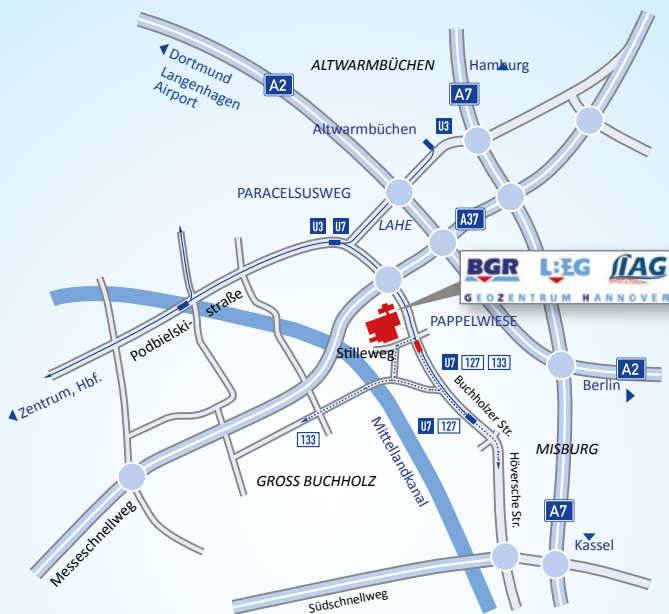 Dortmund
Langenhagen
Airport
A2
ALTWARMBÜCHEN
Hamburg
A7
Altwarmbüchen
U3
PARACELSUSWEG
U3 U7
LAHE
A37
BGR LBEG LIAG
GEOZENTRUM HANNOVER
PAPPELWIESE
Podbielski-
straße
Stilleweg
U7 127 133
A2
Berlin
Zentrum, Hbf.
Buchholzer Str.
U7 127
133
Mittellandkanal
GROSS BUCHHOLZ
MISBURG
Höversche Str.
A7
Kassel
Messeschnellweg
Südschnellweg